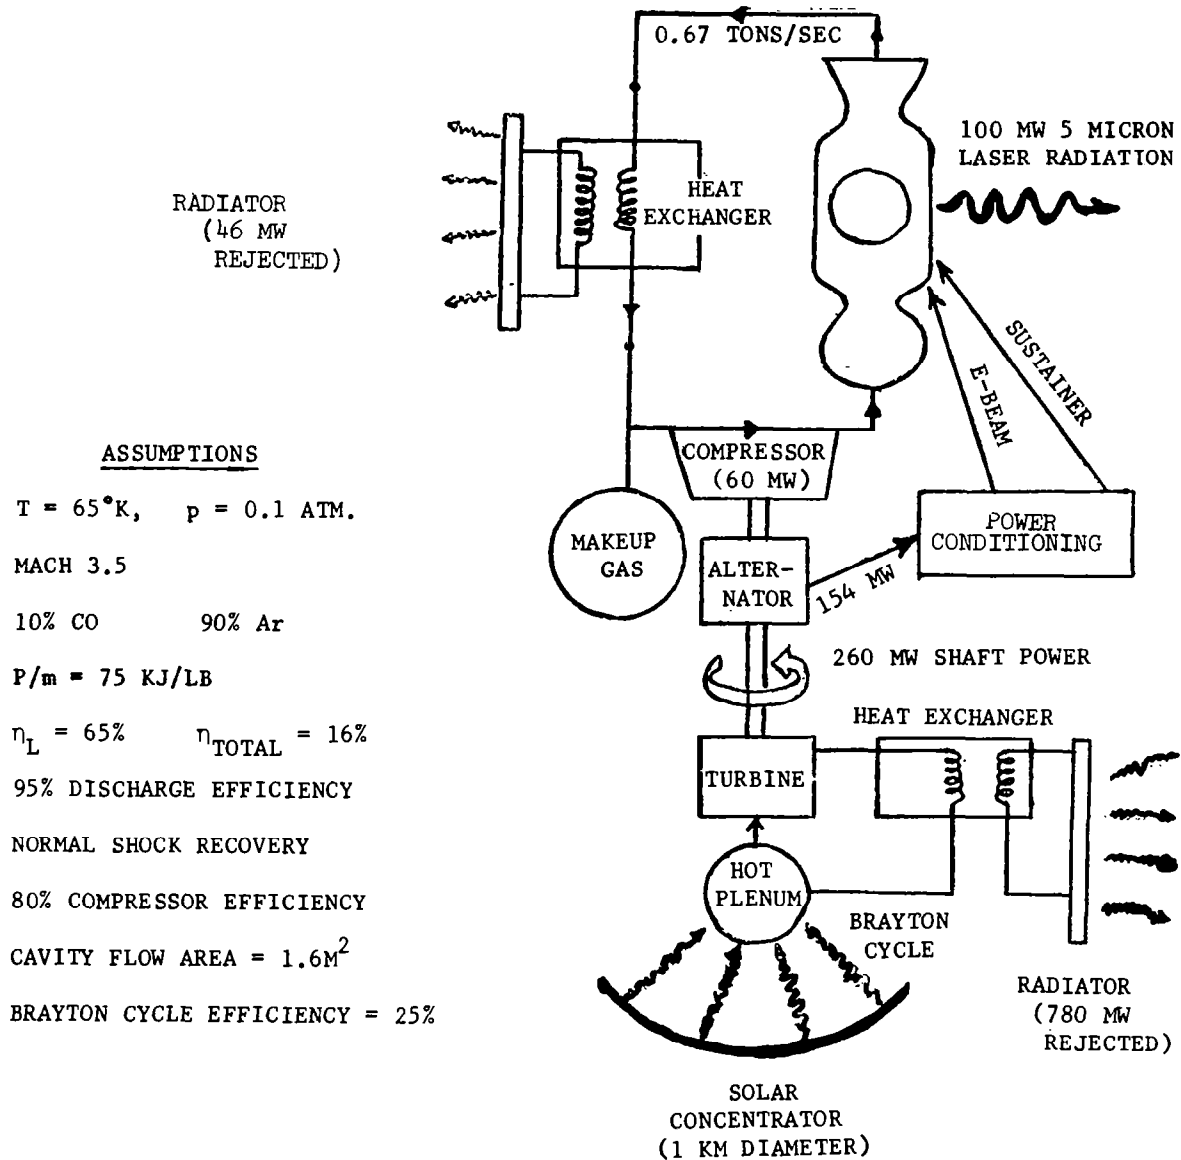 0.67 TONS/SEC
100 MW 5 MICRON
LASER RADIATION
RADIATOR
(46 MW
REJECTED)
HEAT
EXCHANGER
SUSTAINER
E-BEAM
COMPRESSOR
(60 MW)
POWER
CONDITIONING
MAKEUP
GAS
ALTER-
NATOR
154 MW
260 MW SHAFT POWER
HEAT EXCHANGER
TURBINE
HOT
PLENUM
BRAYTON
CYCLE
RADIATOR
(780 MW
REJECTED)
SOLAR
CONCENTRATOR
(1 KM DIAMETER)
ASSUMPTIONS
T = 65°K, p = 0.1 ATM.
MACH 3.5
10% CO 90% Ar
P/m = 75 KJ/LB
η_L = 65% η_TOTAL = 16%
95% DISCHARGE EFFICIENCY
NORMAL SHOCK RECOVERY
80% COMPRESSOR EFFICIENCY
CAVITY FLOW AREA = 1.6M²
BRAYTON CYCLE EFFICIENCY = 25%